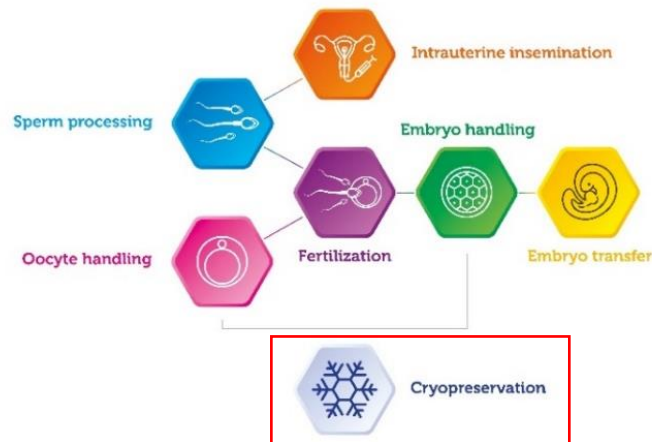 Intrauterine insemination
Sperm processing
Embryo handling
Oocyte handling
Fertilization
Embryo transfer
Cryopreservation